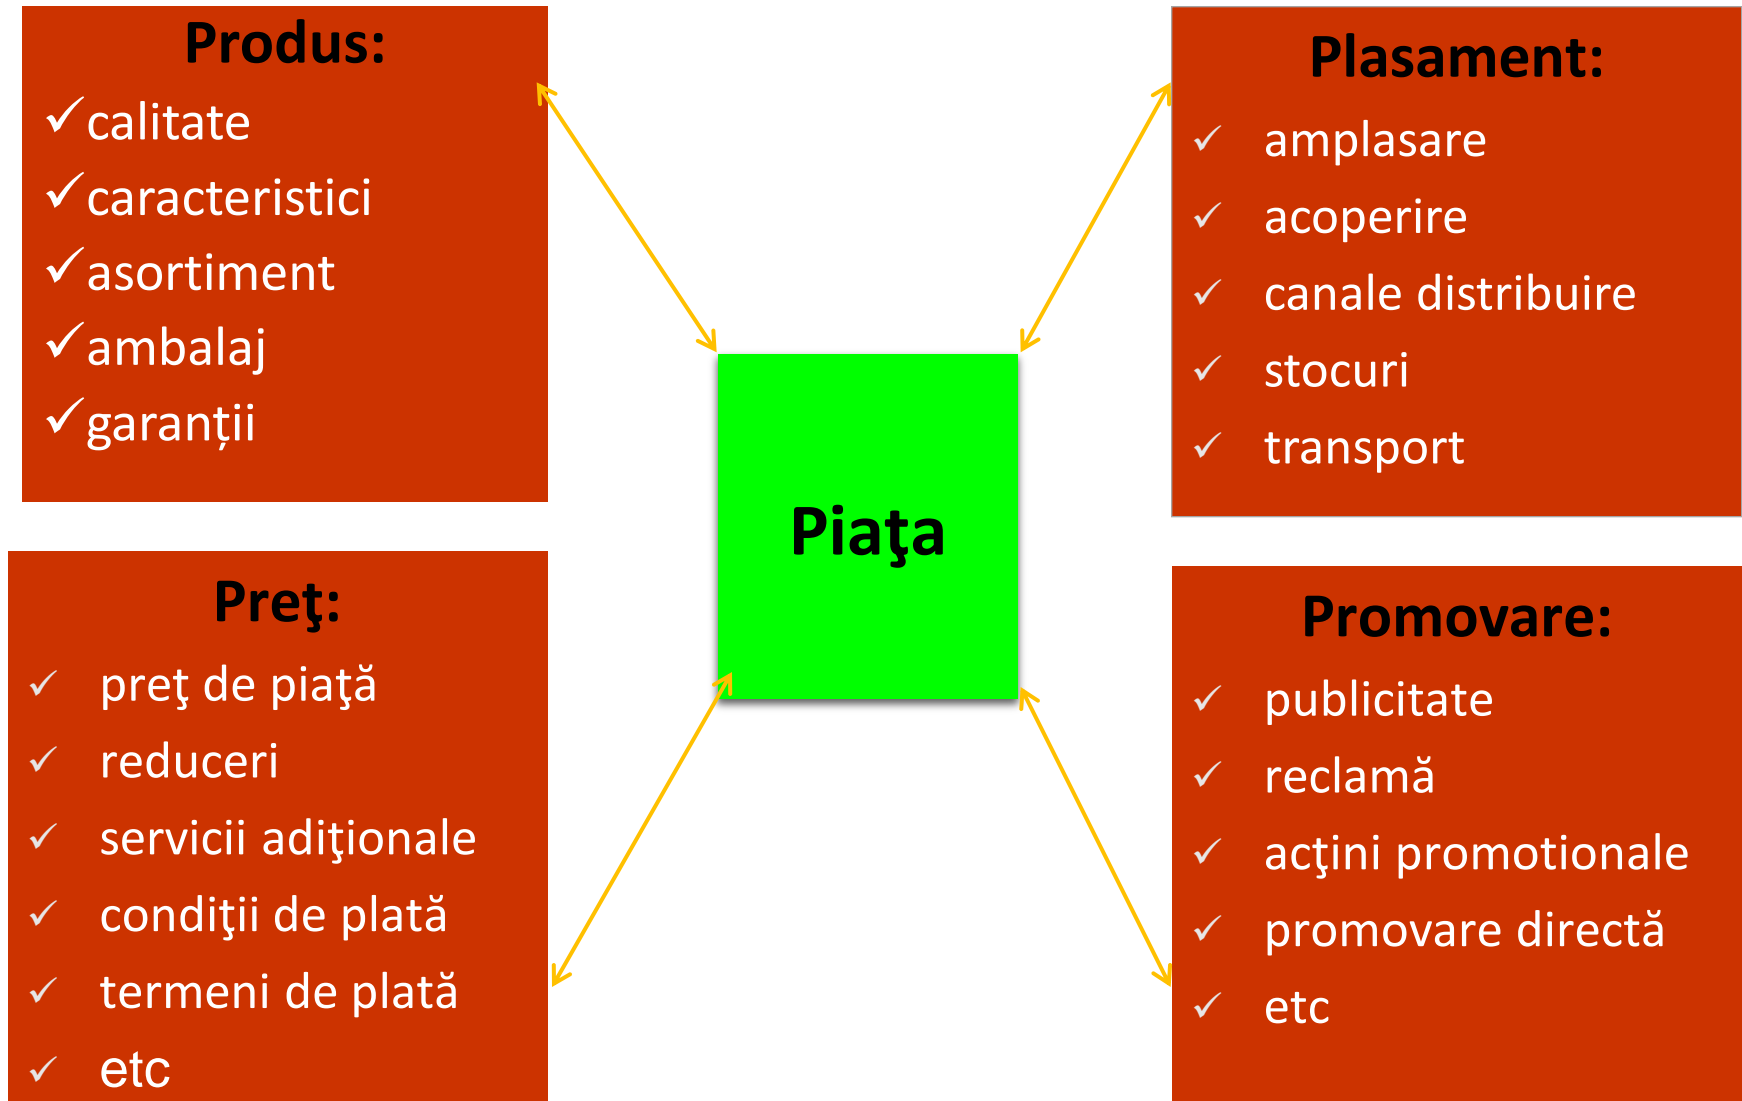 Produs:
✓calitate
✓caracteristici
✓asortiment
✓ambalaj
✓garanții
Plasament:
✓ amplasare
✓ acoperire
✓ canale distribuire
✓ stocuri
✓ transport
Piaţa
Preţ:
✓ preţ de piaţă
✓ reduceri
✓ servicii adiţionale
✓ condiţii de plată
✓ termeni de plată
✓ etc
Promovare:
✓ publicitate
✓ reclamă
✓ acţini promotionale
✓ promovare directă
✓ etc